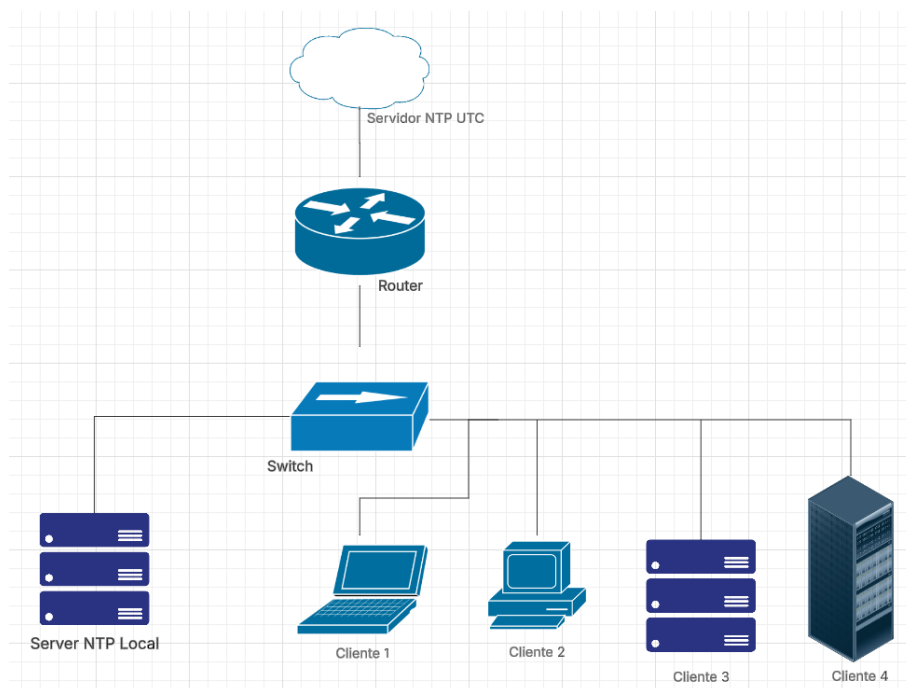 Servidor NTP UTC
Router
Switch
Server NTP Local
Cliente 1
Cliente 2
Cliente 3
Cliente 4